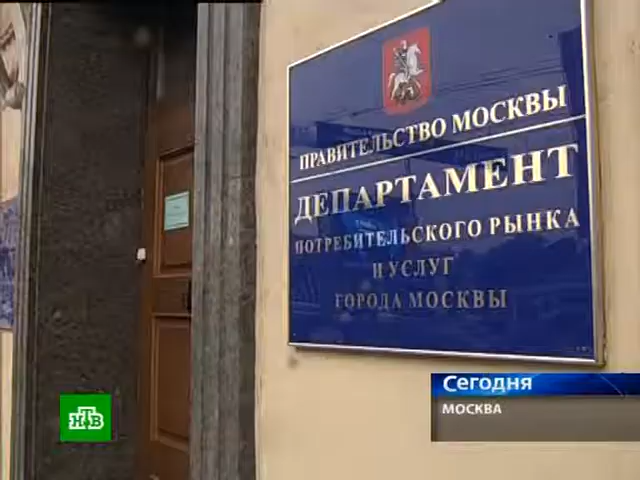 ПРАВИТЕЛЬСТВО МОСКВЫ
ДЕПАРТАМЕНТ
ПОТРЕБИТЕЛЬСКОГО РЫНКА
И УСЛУГ
ГОРОДА МОСКВЫ
Сегодня
МОСКВА
НТВ